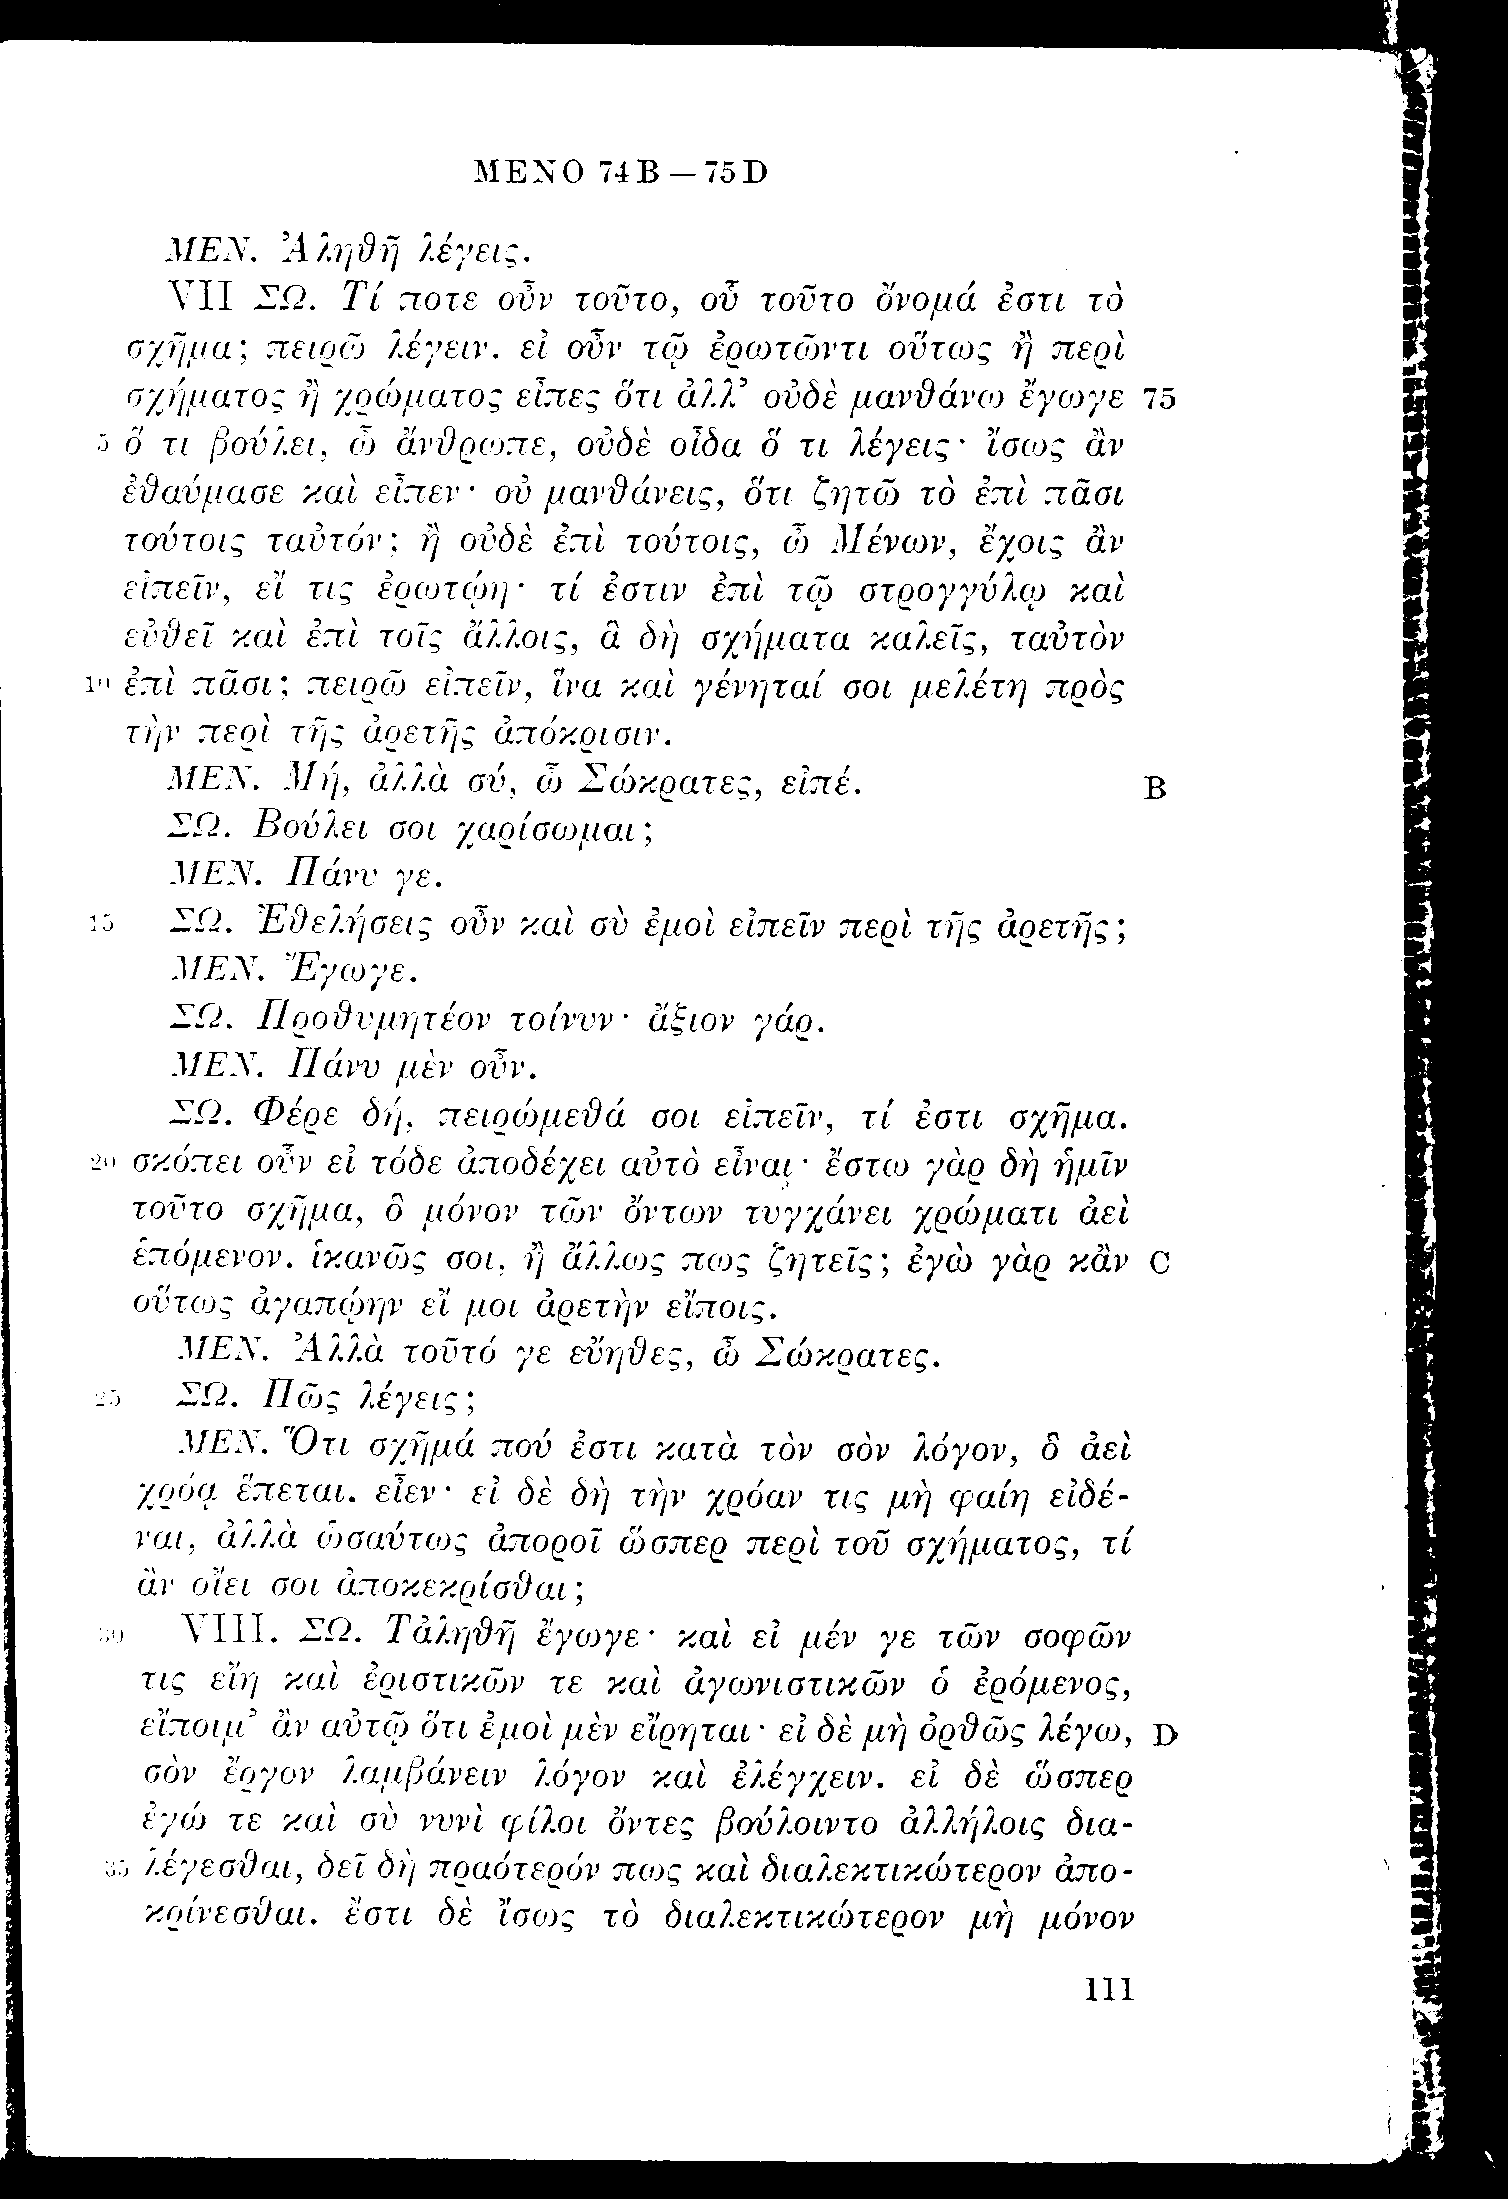 MENO 74B — 75D
ΜΕΝ. Ἀληθῆ λέγεις.
VII ΣΩ. Τί ποτε οὖν τοῦτο, οὗ τοῦτο ὄνομά ἐστι τὸ
σχῆμα; πειρῶ λέγειν. εἰ οὖν τῷ ἐρωτῶντι οὕτως ἢ περὶ
σχήματος ἢ χρώματος εἶπες ὅτι ἀλλ’ οὐδὲ μανθάνω ἔγωγε 75
5 ὅ τι βούλει, ὦ ἄνθρωπε, οὐδὲ οἶδα ὅ τι λέγεις· ἴσως ἂν
ἐθαύμασε καὶ εἶπεν· οὐ μανθάνεις, ὅτι ζητῶ τὸ ἐπὶ πᾶσι
τούτοις ταὐτόν; ἢ οὐδὲ ἐπὶ τούτοις, ὦ Μένων, ἔχοις ἂν
εἰπεῖν, εἴ τις ἐρωτῴη· τί ἐστιν ἐπὶ τῷ στρογγύλῳ καὶ
εὐθεῖ καὶ ἐπὶ τοῖς ἄλλοις, ἃ δὴ σχήματα καλεῖς, ταὐτὸν
10 ἐπὶ πᾶσι; πειρῶ εἰπεῖν, ἵνα καὶ γένηταί σοι μελέτη πρὸς
τὴν περὶ τῆς ἀρετῆς ἀπόκρισιν.
ΜΕΝ. Μή, ἀλλὰ σύ, ὦ Σώκρατες, εἰπέ. B
ΣΩ. Βούλει σοι χαρίσωμαι;
ΜΕΝ. Πάνυ γε.
15 ΣΩ. Ἐθελήσεις οὖν καὶ σὺ ἐμοὶ εἰπεῖν περὶ τῆς ἀρετῆς;
ΜΕΝ. Ἔγωγε.
ΣΩ. Προθυμητέον τοίνυν· ἄξιον γάρ.
ΜΕΝ. Πάνυ μὲν οὖν.
ΣΩ. Φέρε δή, πειρώμεθά σοι εἰπεῖν, τί ἐστι σχῆμα.
20 σκόπει οὖν εἰ τόδε ἀποδέχει αὐτὸ εἶναι· ἔστω γὰρ δὴ ἡμῖν
τοῦτο σχῆμα, ὃ μόνον τῶν ὄντων τυγχάνει χρώματι ἀεὶ
ἑπόμενον. ἱκανῶς σοι, ἢ ἄλλως πως ζητεῖς; ἐγὼ γὰρ κἂν C
οὕτως ἀγαπῴην εἴ μοι ἀρετὴν εἴποις.
ΜΕΝ. Ἀλλὰ τοῦτό γε εὔηθες, ὦ Σώκρατες.
25 ΣΩ. Πῶς λέγεις;
ΜΕΝ. Ὅτι σχῆμά πού ἐστι κατὰ τὸν σὸν λόγον, ὃ ἀεὶ
χρόᾳ ἕπεται. εἶεν· εἰ δὲ δὴ τὴν χρόαν τις μὴ φαίη εἰδέ-
ναι, ἀλλὰ ὡσαύτως ἀποροῖ ὥσπερ περὶ τοῦ σχήματος, τί
ἂν οἴει σοι ἀποκεκρίσθαι;
30 VIII. ΣΩ. Τἀληθῆ ἔγωγε· καὶ εἰ μέν γε τῶν σοφῶν
τις εἴη καὶ ἐριστικῶν τε καὶ ἀγωνιστικῶν ὁ ἐρόμενος,
εἴποιμ’ ἂν αὐτῷ ὅτι ἐμοὶ μὲν εἴρηται· εἰ δὲ μὴ ὀρθῶς λέγω, D
σὸν ἔργον λαμβάνειν λόγον καὶ ἐλέγχειν. εἰ δὲ ὥσπερ
ἐγώ τε καὶ σὺ νυνὶ φίλοι ὄντες βούλοιντο ἀλλήλοις δια-
35 λέγεσθαι, δεῖ δὴ πραότερόν πως καὶ διαλεκτικώτερον ἀπο-
κρίνεσθαι. ἔστι δὲ ἴσως τὸ διαλεκτικώτερον μὴ μόνον
111